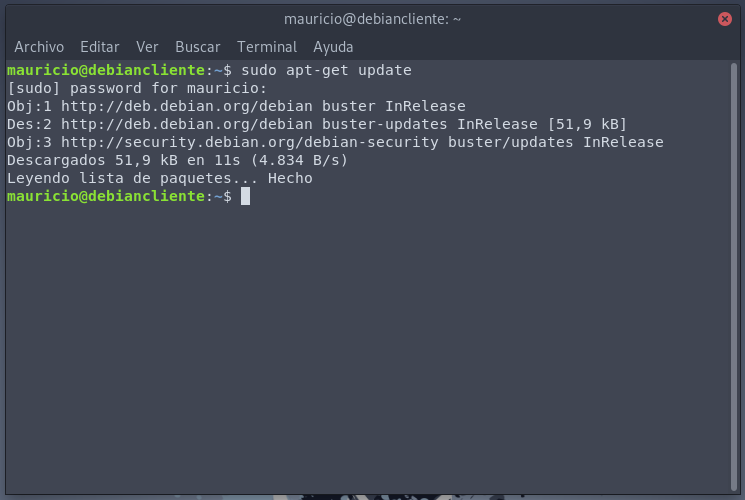 mauricio@debiancliente: ~
Archivo Editar Ver Buscar Terminal Ayuda
mauricio@debiancliente:~$ sudo apt-get update
[sudo] password for mauricio:
Obj:1 http://deb.debian.org/debian buster InRelease
Des:2 http://deb.debian.org/debian buster-updates InRelease [51,9 kB]
Obj:3 http://security.debian.org/debian-security buster/updates InRelease
Descargados 51,9 kB en 11s (4.834 B/s)
Leyendo lista de paquetes... Hecho
mauricio@debiancliente:~$